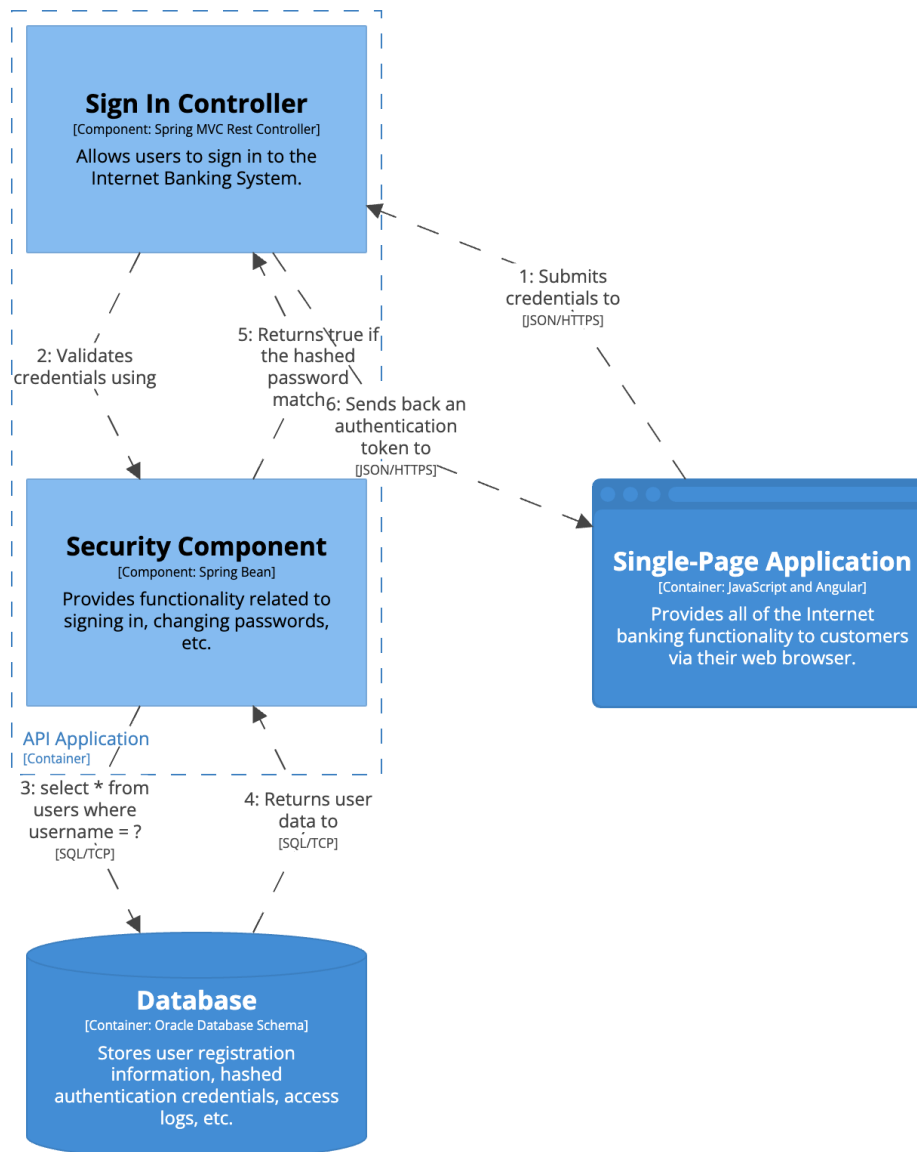 Sign In Controller
[Component: Spring MVC Rest Controller]
Allows users to sign in to the
Internet Banking System.
1: Submits
credentials to
[JSON/HTTPS]
2: Validates
credentials using
5: Returns true if
the hashed
password
match
6: Sends back an
authentication
token to
[JSON/HTTPS]
Security Component
[Component: Spring Bean]
Provides functionality related to
signing in, changing passwords,
etc.
Single-Page Application
[Container: JavaScript and Angular]
Provides all of the Internet
banking functionality to customers
via their web browser.
API Application
[Container]
3: select * from
users where
username = ?
[SQL/TCP]
4: Returns user
data to
[SQL/TCP]
Database
[Container: Oracle Database Schema]
Stores user registration
information, hashed
authentication credentials, access
logs, etc.